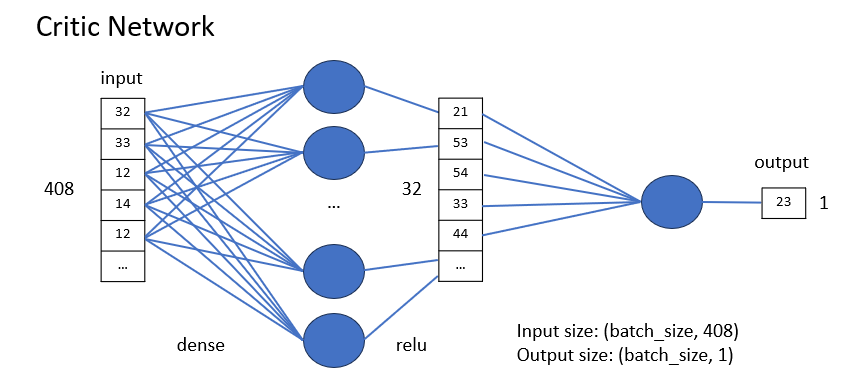 Critic Network
input
32
33
12
14
12
...
408
dense
...
21
53
54
33
44
...
32
relu
output
23
1
Input size: (batch_size, 408)
Output size: (batch_size, 1)